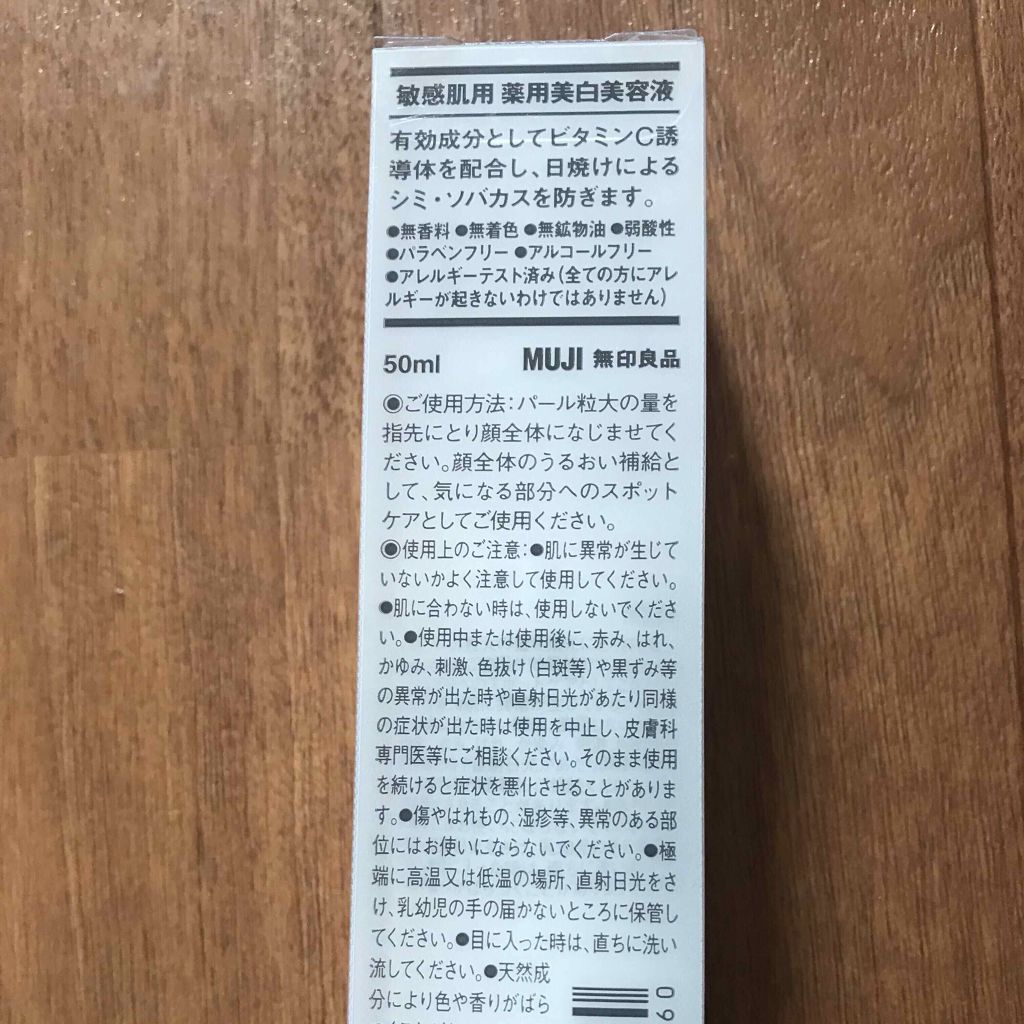 敏感肌用 薬用美白美容液
有効成分としてビタミンC誘
導体を配合し、日焼けによる
シミ・ソバカスを防ぎます。
●無香料 ●無着色 ●無鉱物油 ●弱酸性
●パラベンフリー ●アルコールフリー
●アレルギーテスト済み(全ての方にアレ
ルギーが起きないわけではありません)
50ml MUJI 無印良品
◉ご使用方法:パール粒大の量を
指先にとり顔全体になじませてく
ださい。顔全体のうるおい補給と
して、気になる部分へのスポット
ケアとしてご使用ください。
◉使用上のご注意:●肌に異常が生じて
いないかよく注意して使用してください。
●肌に合わない時は、使用しないでくださ
い。●使用中または使用後に、赤み、はれ、
かゆみ、刺激、色抜け(白斑等)や黒ずみ等
の異常が出た時や直射日光があたり同様
の症状が出た時は使用を中止し、皮膚科
専門医等にご相談ください。そのまま使用
を続けると症状を悪化させることがありま
す。●傷やはれもの、湿疹等、異常のある部
位にはお使いにならないでください。●極
端に高温又は低温の場所、直射日光をさ
け、乳幼児の手の届かないところに保管し
てください。●目に入った時は、直ちに洗い
流してください。●天然成
分により色や香りがばら